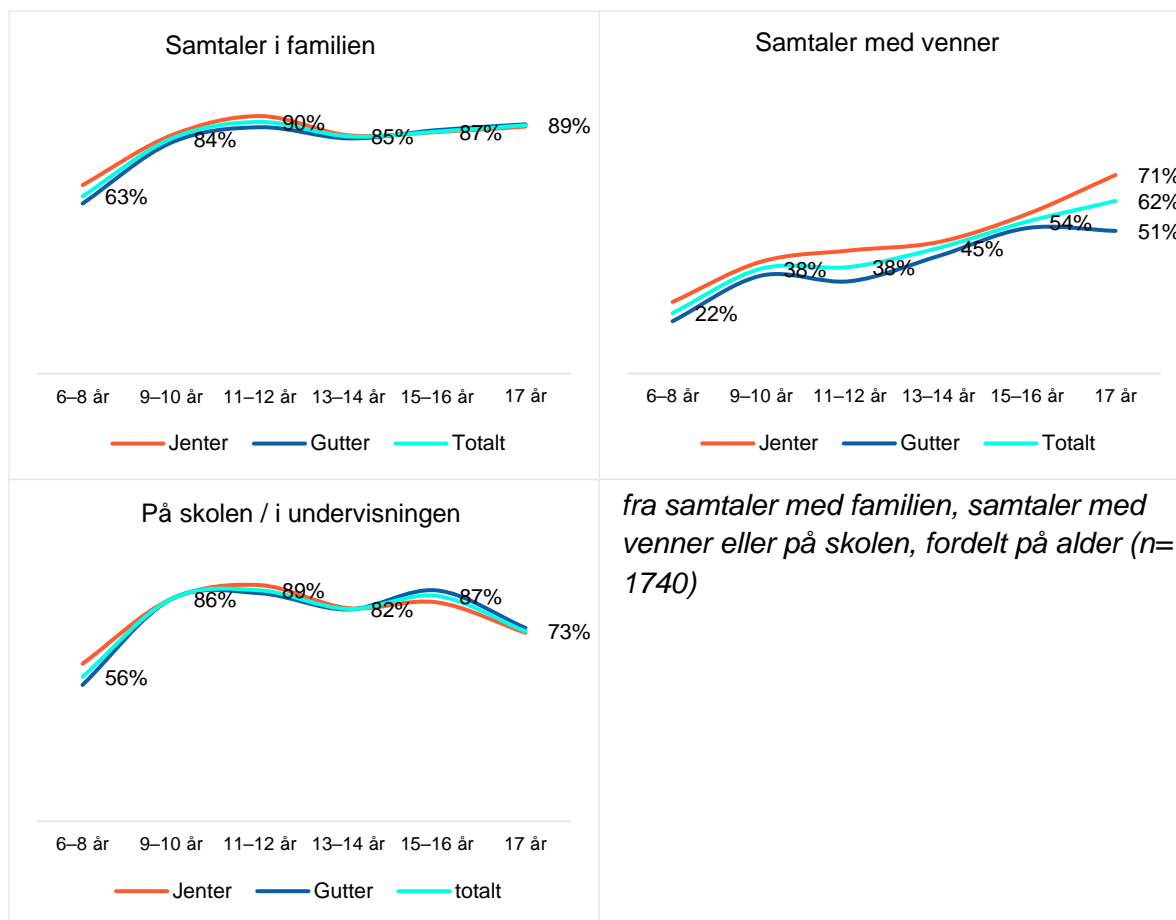 Samtaler i familien
90%
84%
85%
87%
89%
63%
6–8 år 9–10 år 11–12 år 13–14 år 15–16 år 17 år
Jenter Gutter Totalt
Samtaler med venner
71%
62%
54%
51%
45%
38%
38%
22%
6–8 år 9–10 år 11–12 år 13–14 år 15–16 år 17 år
Jenter Gutter Totalt
På skolen / i undervisningen
89%
86%
87%
82%
73%
56%
6–8 år 9–10 år 11–12 år 13–14 år 15–16 år 17 år
Jenter Gutter totalt
fra samtaler med familien, samtaler med
venner eller på skolen, fordelt på alder (n=
1740)